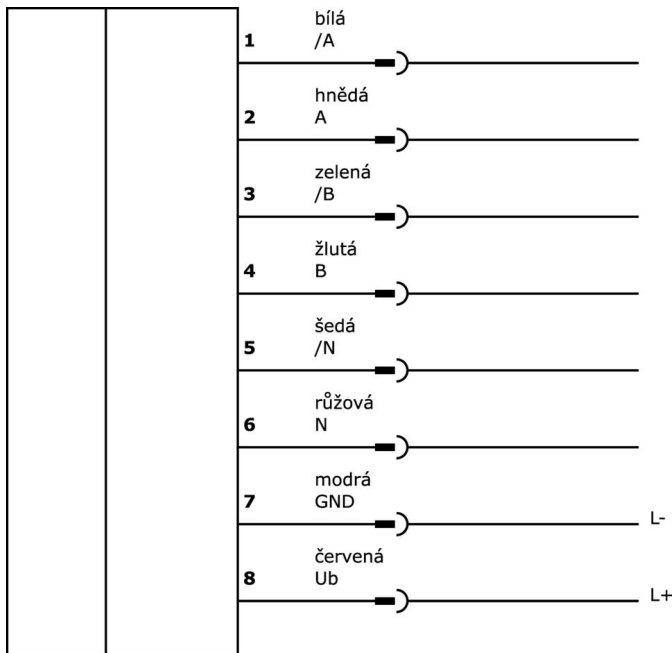 bílá
1
/A
hnědá
2
A
zelená
3
/B
žlutá
4
B
šedá
5
/N
růžová
6
N
modrá
7
GND
L-
červená
8
Ub
L+